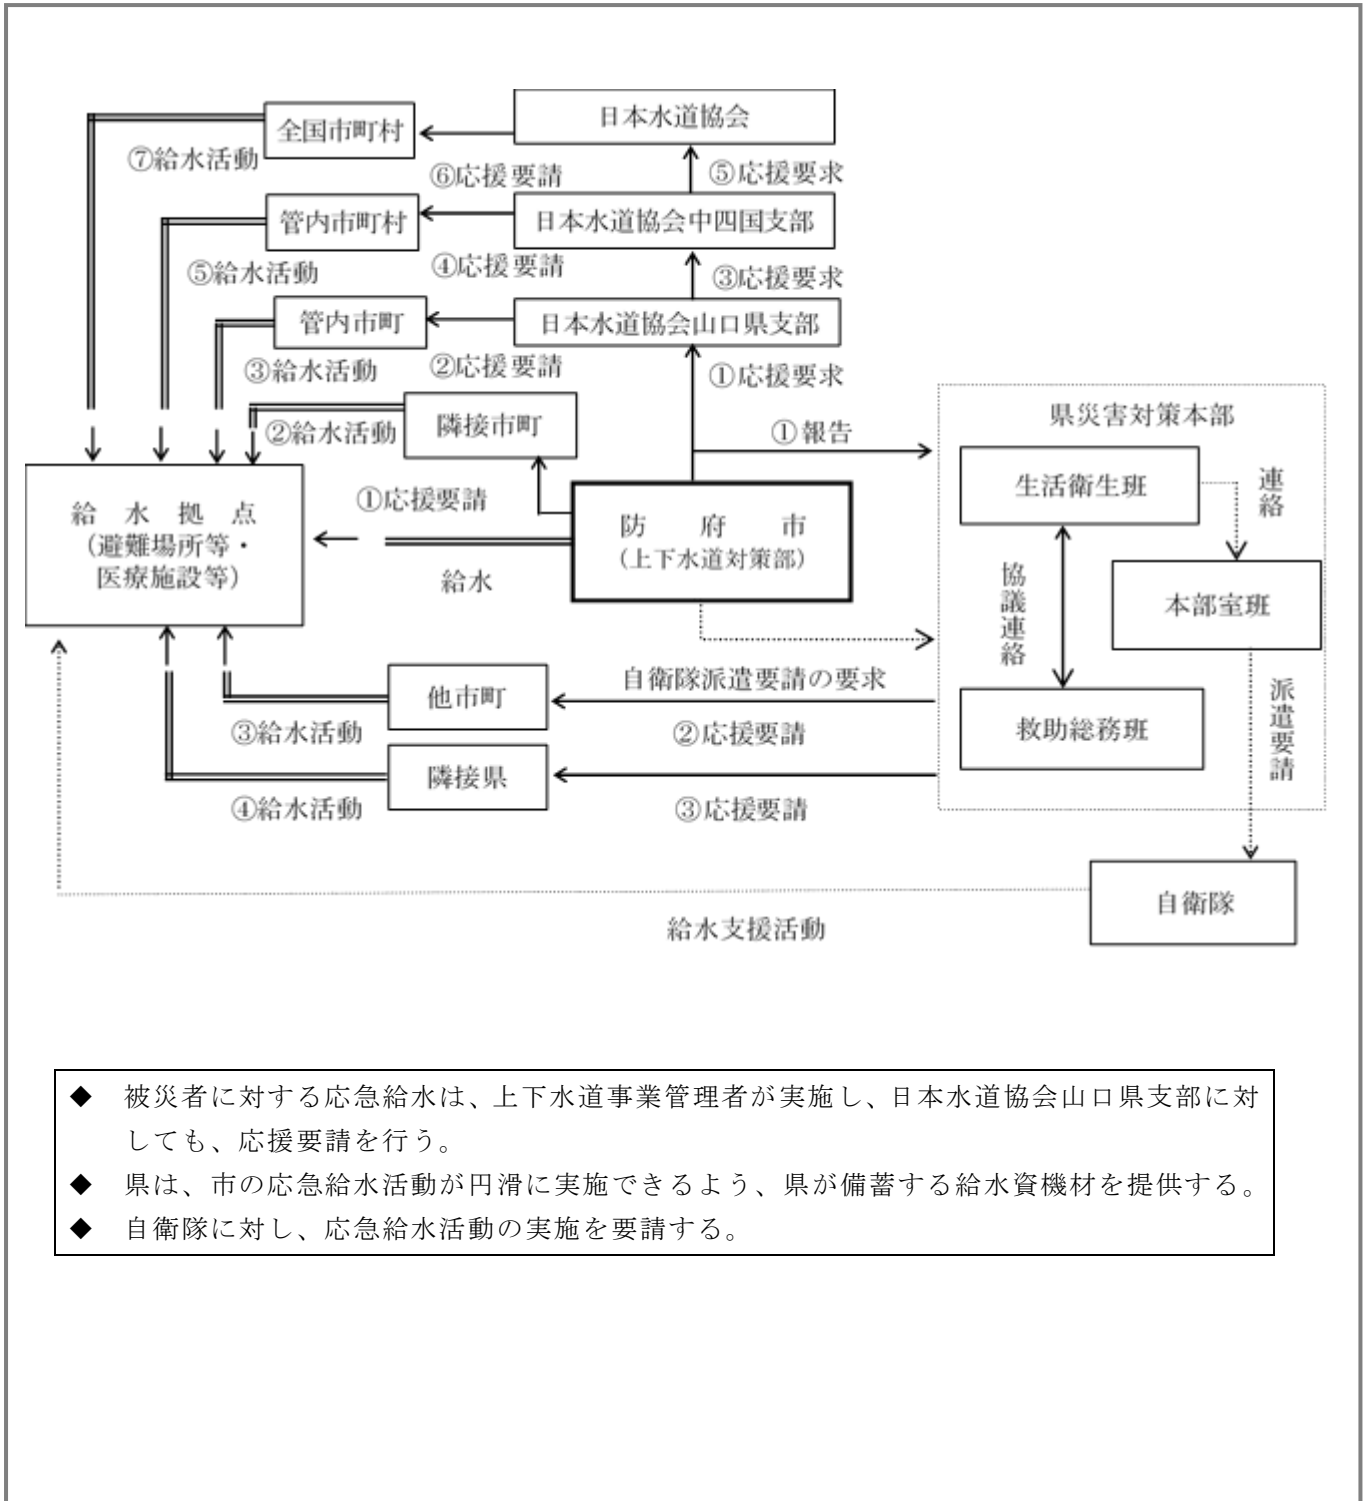 日本水道協会
全国市町村
⑦給水活動
⑥応援要請
⑤応援要求
管内市町村
日本水道協会中四国支部
⑤給水活動
④応援要請
③応援要求
管内市町
日本水道協会山口県支部
③給水活動
②応援要請
①応援要求
隣接市町
②給水活動
①報告
県災害対策本部
生活衛生班
連絡
①応援要請
給水拠点
（避難場所等・
医療施設等）
防府市
（上下水道対策部）
給水
協議連絡
本部室班
他市町
自衛隊派遣要請の要求
③給水活動
②応援要請
救助総務班
派遣要請
隣接県
④給水活動
③応援要請
自衛隊
給水支援活動
◆ 被災者に対する応急給水は、上下水道事業管理者が実施し、日本水道協会山口県支部に対
しても、応援要請を行う。
◆ 県は、市の応急給水活動が円滑に実施できるよう、県が備蓄する給水資機材を提供する。
◆ 自衛隊に対し、応急給水活動の実施を要請する。